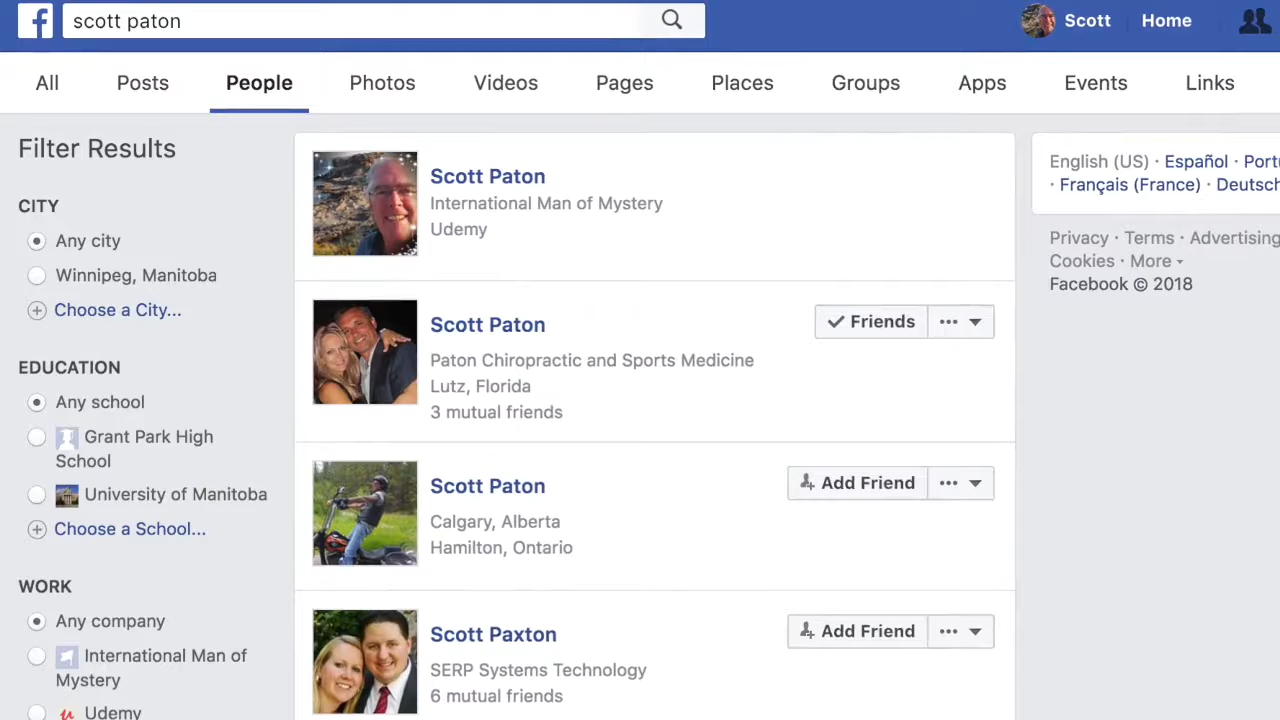 scott paton
Scott
Home
All
Posts
People
Photos
Videos
Pages
Places
Groups
Apps
Events
Links
Filter Results
CITY
Any city
Winnipeg, Manitoba
Choose a City...
EDUCATION
Any school
Grant Park High
School
University of Manitoba
Choose a School...
WORK
Any company
International Man of
Mystery
Udemy
Scott Paton
International Man of Mystery
Udemy
Scott Paton
Friends
Paton Chiropractic and Sports Medicine
Lutz, Florida
3 mutual friends
Scott Paton
Add Friend
Calgary, Alberta
Hamilton, Ontario
Scott Paxton
Add Friend
SERP Systems Technology
6 mutual friends
English (US) · Español · Portu
· Français (France) · Deutsch
Privacy · Terms · Advertising
Cookies · More
Facebook © 2018